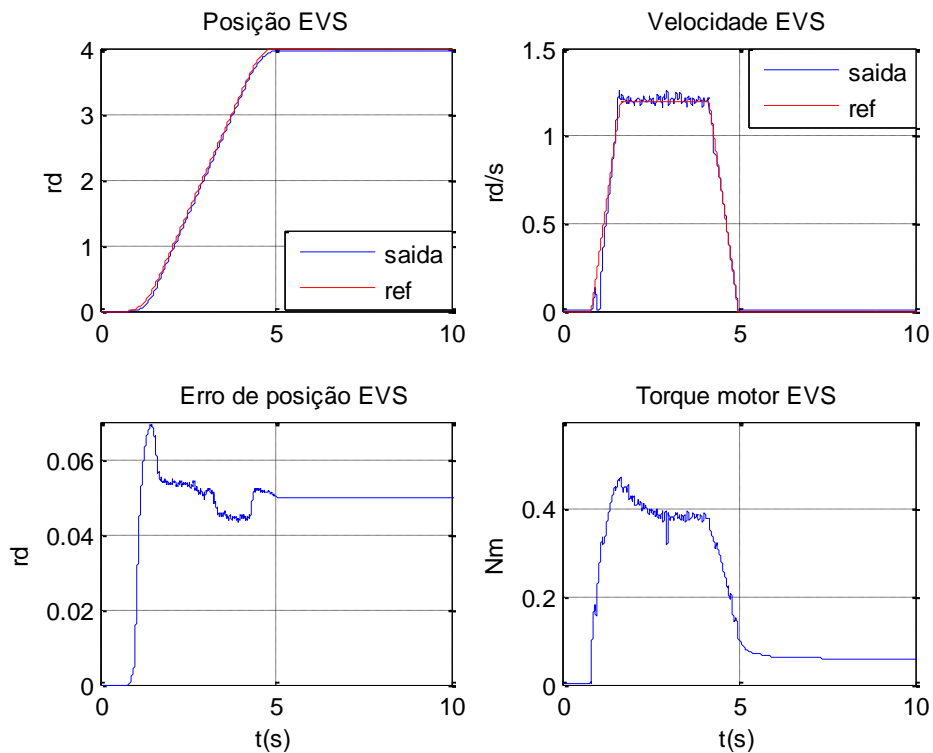 Posição EVS
4
3
2
1
0
rd
saida
ref
0
5
10
Velocidade EVS
1.5
1
0.5
0
rd/s
saida
ref
0
5
10
Erro de posição EVS
0.06
0.04
0.02
0
rd
0
5
10
t(s)
Torque motor EVS
0.4
0.2
0
Nm
0
5
10
t(s)